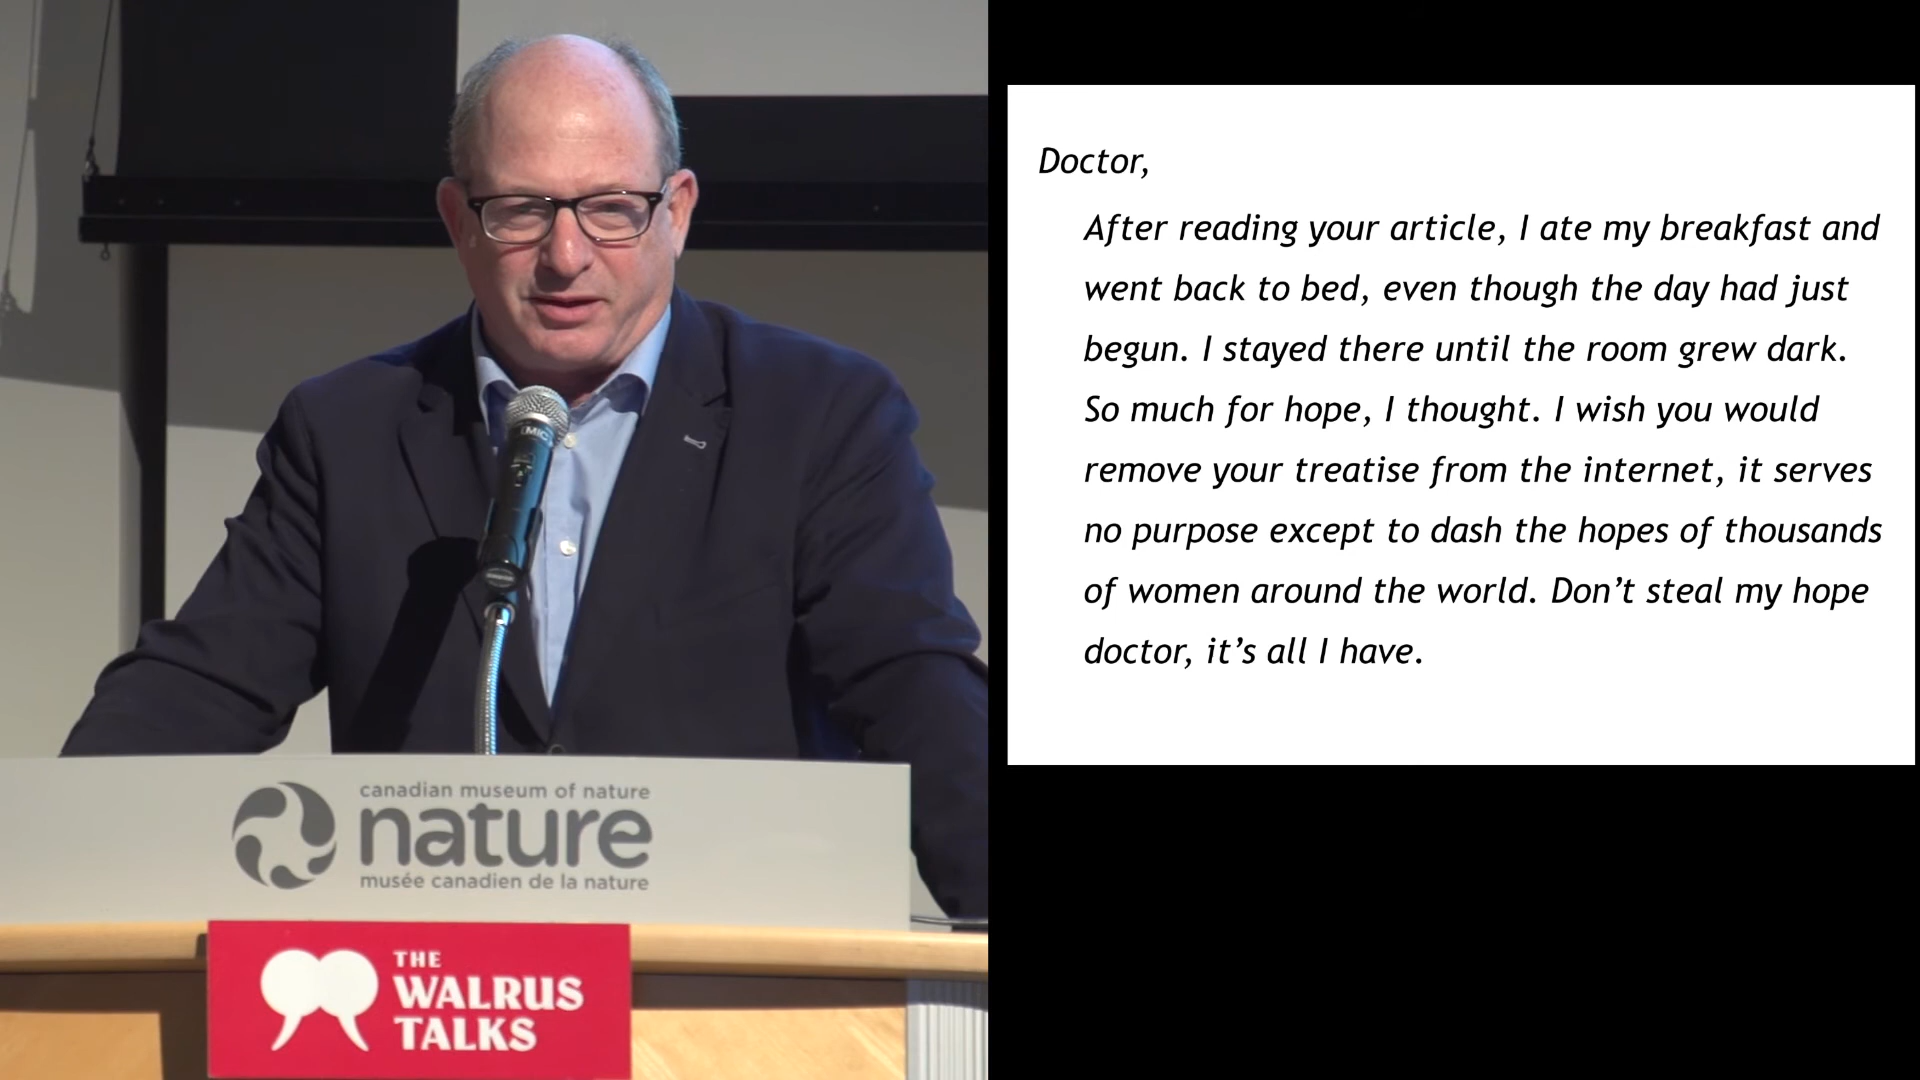 Doctor,
After reading your article, I ate my breakfast and
went back to bed, even though the day had just
begun. I stayed there until the room grew dark.
So much for hope, I thought. I wish you would
remove your treatise from the internet, it serves
no purpose except to dash the hopes of thousands
of women around the world. Don’t steal my hope
doctor, it’s all I have.
canadian museum of nature
nature
musée canadien de la nature
THE
WALRUS
TALKS